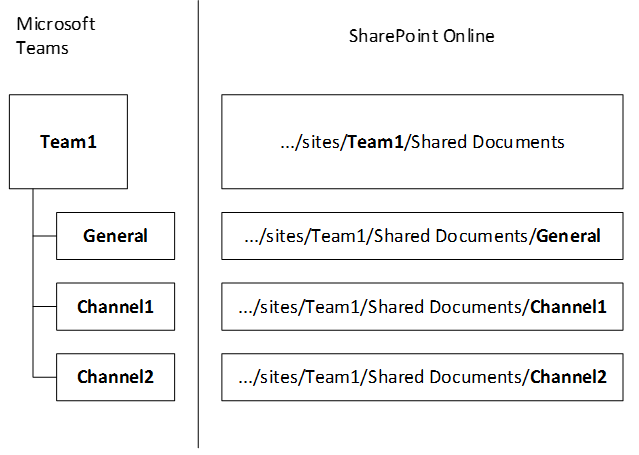 Microsoft
Teams
SharePoint Online
Team1
.../sites/Team1/Shared Documents
General
.../sites/Team1/Shared Documents/General
Channel1
.../sites/Team1/Shared Documents/Channel1
Channel2
.../sites/Team1/Shared Documents/Channel2